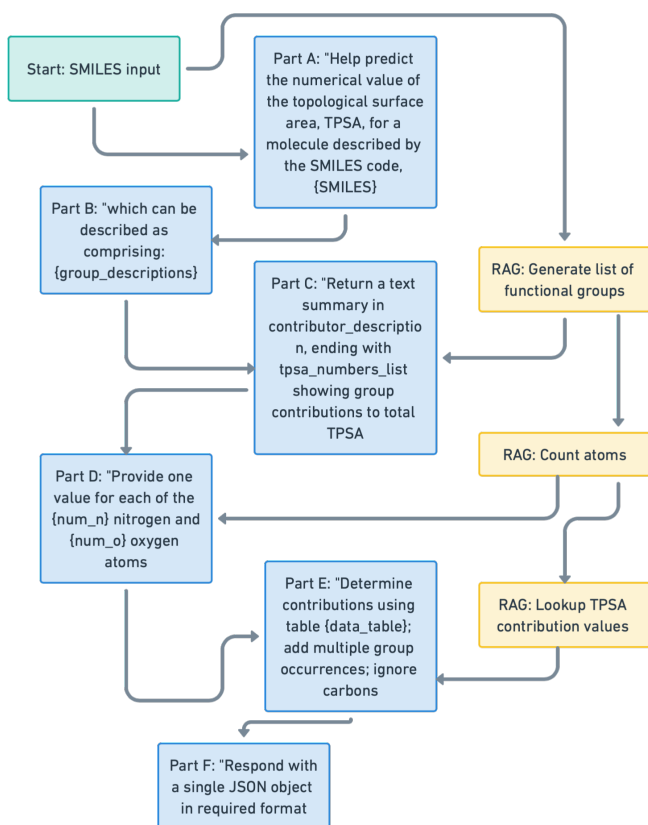 Start: SMILES input
Part A: "Help predict
the numerical value of
the topological surface
area, TPSA, for a
molecule described by
the SMILES code,
{SMILES}
Part B: "which can be
described as
comprising:
{group_descriptions}
RAG: Generate list of
functional groups
Part C: "Return a text
summary in
contributor_descriptio
n, ending with
tpsa_numbers_list
showing group
contributions to total
TPSA
RAG: Count atoms
Part D: "Provide one
value for each of the
{num_n} nitrogen and
{num_o} oxygen
atoms
Part E: "Determine
contributions using
table {data_table};
add multiple group
occurrences; ignore
carbons
RAG: Lookup TPSA
contribution values
Part F: "Respond with
a single JSON object
in required format